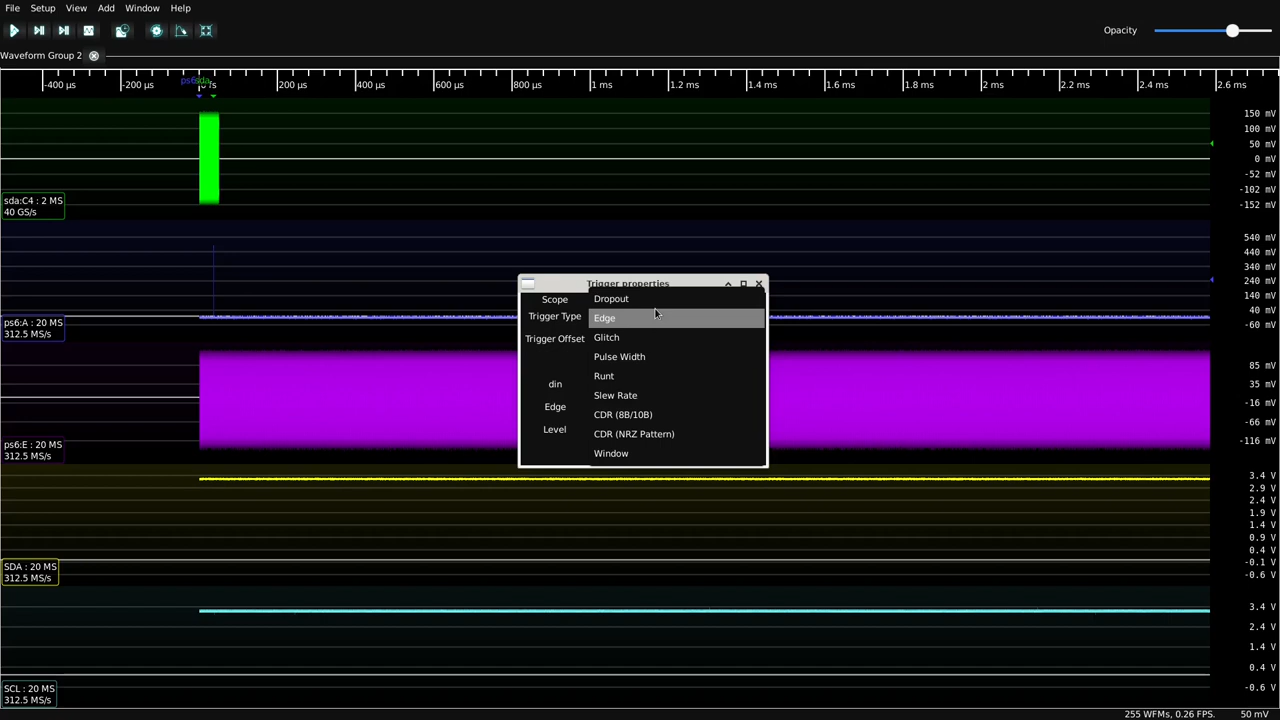 File Setup View Add Window Help
Opacity
Waveform Group 2
-400 µs -200 µs 200 µs 400 µs 600 µs 800 µs 1 ms 1.2 ms 1.4 ms 1.6 ms 1.8 ms 2 ms 2.2 ms 2.4 ms 2.6 ms
150 mV
100 mV
50 mV
0 mV
-52 mV
-102 mV
-152 mV
sda:C4 : 2 MS
40 GS/s
540 mV
440 mV
340 mV
240 mV
140 mV
40 mV
-60 mV
ps6:A : 20 MS
312.5 MS/s
Trigger properties
Scope
Trigger Type
Trigger Offset
din
Edge
Level
Dropout
Edge
Glitch
Pulse Width
Runt
Slew Rate
CDR (8B/10B)
CDR (NRZ Pattern)
Window
85 mV
35 mV
-16 mV
-66 mV
-116 mV
ps6:E : 20 MS
312.5 MS/s
3.4 V
2.9 V
2.4 V
1.9 V
1.4 V
0.9 V
0.4 V
-0.1 V
-0.6 V
SDA : 20 MS
312.5 MS/s
3.4 V
2.4 V
1.4 V
0.4 V
-0.6 V
SCL : 20 MS
312.5 MS/s
255 WFMs, 0.26 FPS. 50 mV